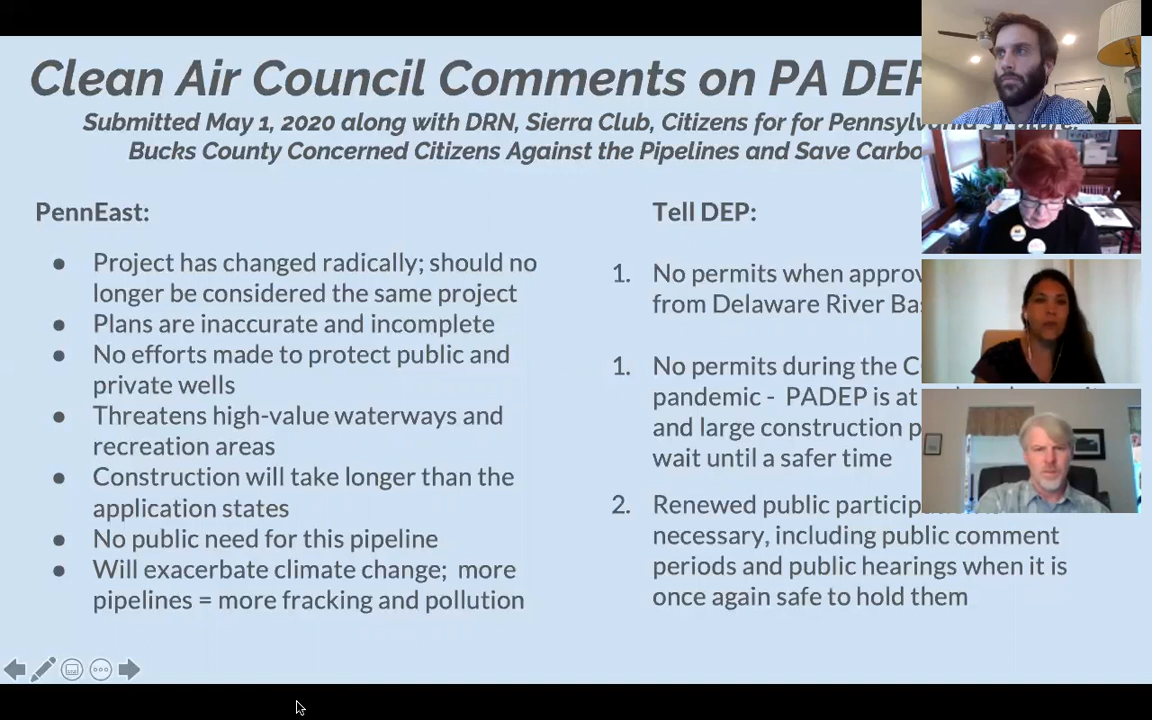 Clean Air Council Comments on PA DEP
Submitted May 1, 2020 along with DRN, Sierra Club, Citizens for for Pennsylvania's Future,
Bucks County Concerned Citizens Against the Pipelines and Save
PennEast:
● Project has changed radically; should no
longer be considered the same project
● Plans are inaccurate and incomplete
● No efforts made to protect public and
private wells
● Threatens high-value waterways and
recreation areas
● Construction will take longer than the
application states
● No public need for this pipeline
● Will exacerbate climate change; more
pipelines = more fracking and pollution
Tell DEP:
1. No permits when
from Delaware River
1. No permits during the
pandemic - PADEP is at
and large construction
wait until a safer time
2. Renewed public
necessary, including public comment
periods and public hearings when it is
once again safe to hold them